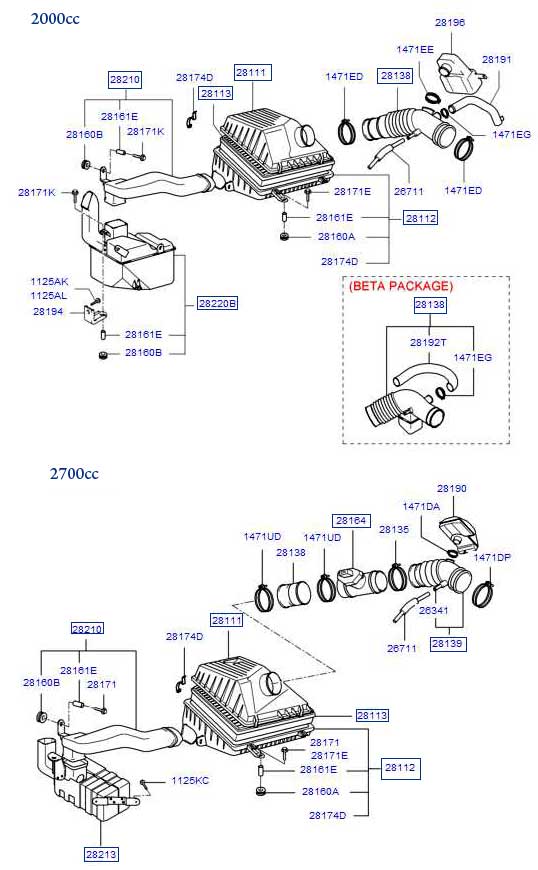 2000cc
28196
1471EE
28191
28210
28174D
28111
1471ED
28138
28113
28161E
28160B
28171K
1471EG
1471ED
28171K
28171E
26711
28161E
28112
28160A
28174D
1125AK
1125AL
28194
28220B
28161E
28160B
(BETA PACKAGE)
28138
28192T
1471EG
2700cc
28190
1471DA
28164
28135
1471UD
1471UD
28138
1471DP
26341
26711
28139
28210
28174D
28111
28161E
28160B
28171
28113
28171
28171E
28161E
28112
1125KC
28160A
28174D
28213